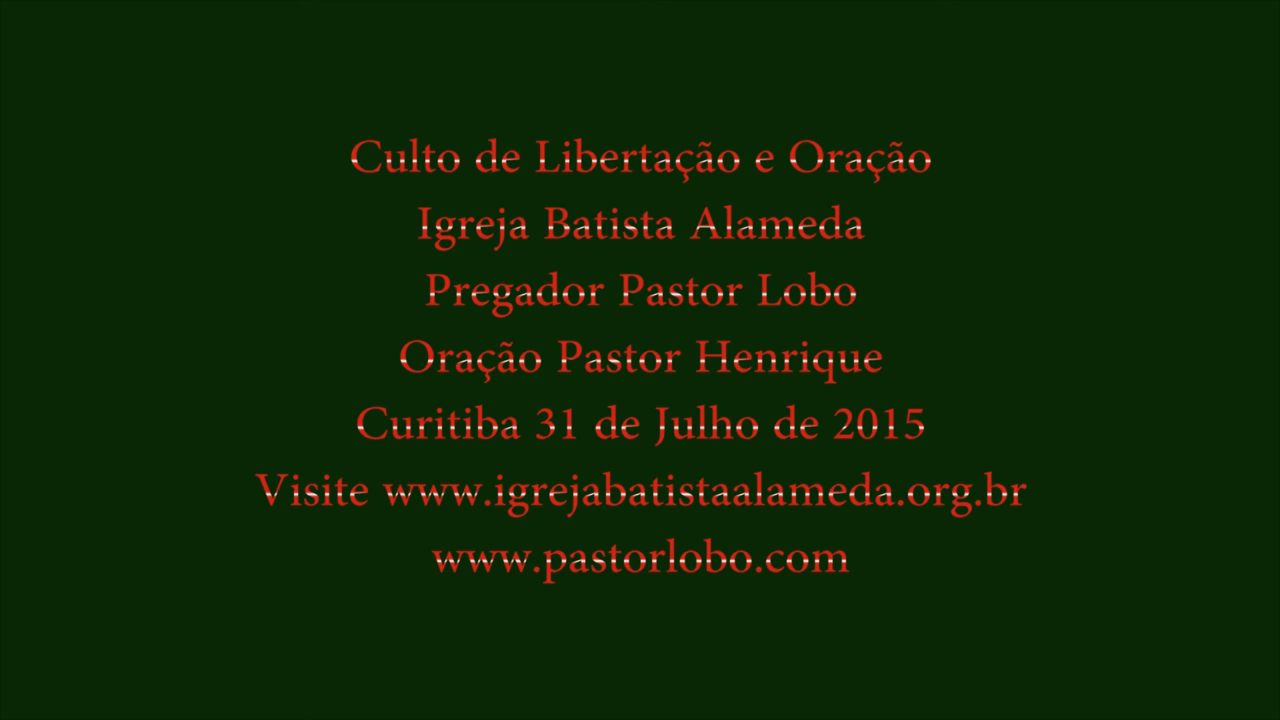 Culto de Libertação e Oração
Igreja Batista Alameda
Pregador Pastor Lobo
Oração Pastor Henrique
Curitiba 31 de Julho de 2015
Visite www.igrejabatistaalameda.org.br
www.pastorlobo.com